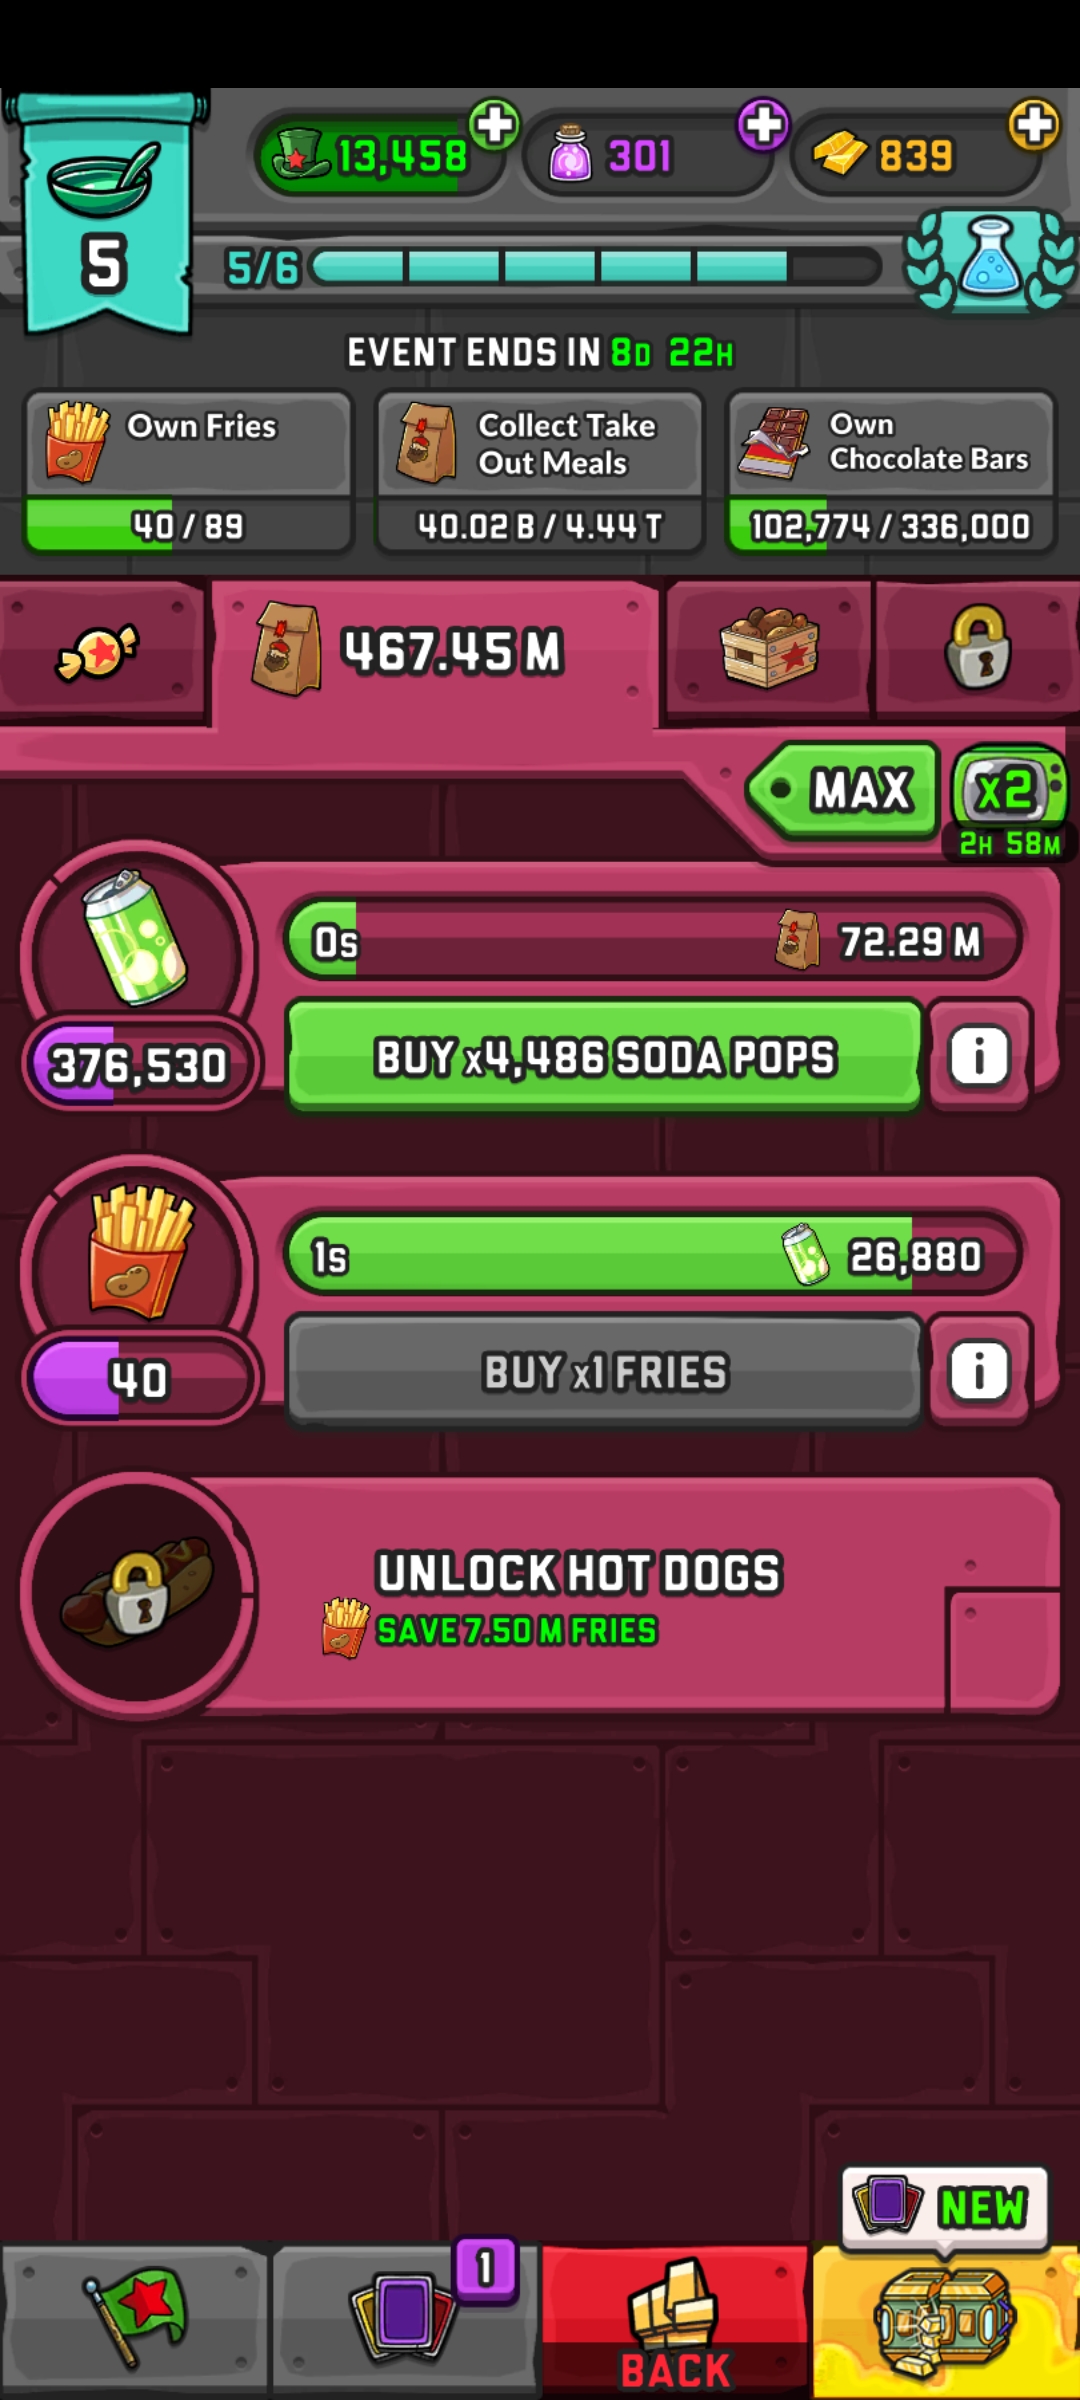 13,458
301
839
5
5/6
EVENT ENDS IN 8D 22H
Own Fries
40 / 89
Collect Take
Out Meals
40.02 B / 4.44 T
Own
Chocolate Bars
102,774 / 336,000
467.45 M
MAX
x2
2H 58M
0s
72.29 M
376,530
BUY x4,486 SODA POPS
i
1s
26,880
40
BUY x1 FRIES
i
UNLOCK HOT DOGS
SAVE 7.50 M FRIES
NEW
1
BACK